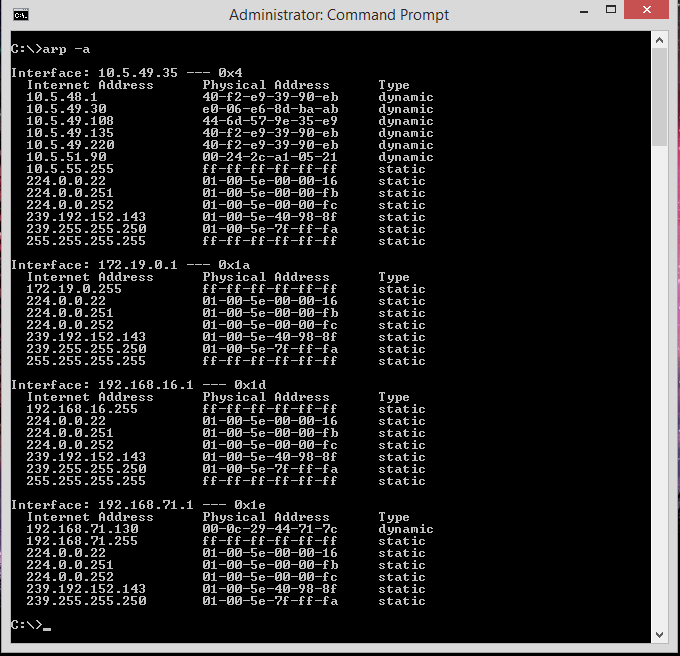 Administrator: Command Prompt
C:\>arp -a
Interface: 10.5.49.35 --- 0x4
  Internet Address      Physical Address      Type
  10.5.48.1             40-f2-e9-39-90-eb     dynamic
  10.5.49.30            e0-06-e6-8d-ba-ab     dynamic
  10.5.49.108           44-6d-57-9e-35-e9     dynamic
  10.5.49.135           40-f2-e9-39-90-eb     dynamic
  10.5.49.220           40-f2-e9-39-90-eb     dynamic
  10.5.51.90            00-24-2c-a1-05-21     dynamic
  10.5.55.255           ff-ff-ff-ff-ff-ff     static
  224.0.0.22            01-00-5e-00-00-16     static
  224.0.0.251           01-00-5e-00-00-fb     static
  224.0.0.252           01-00-5e-00-00-fc     static
  239.192.152.143       01-00-5e-40-98-8f     static
  239.255.255.250       01-00-5e-7f-ff-fa     static
  255.255.255.255       ff-ff-ff-ff-ff-ff     static
Interface: 172.19.0.1 --- 0x1a
  Internet Address      Physical Address      Type
  172.19.0.255          ff-ff-ff-ff-ff-ff     static
  224.0.0.22            01-00-5e-00-00-16     static
  224.0.0.251           01-00-5e-00-00-fb     static
  224.0.0.252           01-00-5e-00-00-fc     static
  239.192.152.143       01-00-5e-40-98-8f     static
  239.255.255.250       01-00-5e-7f-ff-fa     static
  255.255.255.255       ff-ff-ff-ff-ff-ff     static
Interface: 192.168.16.1 --- 0x1d
  Internet Address      Physical Address      Type
  192.168.16.255        ff-ff-ff-ff-ff-ff     static
  224.0.0.22            01-00-5e-00-00-16     static
  224.0.0.251           01-00-5e-00-00-fb     static
  224.0.0.252           01-00-5e-00-00-fc     static
  239.192.152.143       01-00-5e-40-98-8f     static
  239.255.255.250       01-00-5e-7f-ff-fa     static
  255.255.255.255       ff-ff-ff-ff-ff-ff     static
Interface: 192.168.71.1 --- 0x1e
  Internet Address      Physical Address      Type
  192.168.71.130        00-0c-29-44-71-7c     dynamic
  192.168.71.255        ff-ff-ff-ff-ff-ff     static
  224.0.0.22            01-00-5e-00-00-16     static
  224.0.0.251           01-00-5e-00-00-fb     static
  224.0.0.252           01-00-5e-00-00-fc     static
  239.192.152.143       01-00-5e-40-98-8f     static
  239.255.255.250       01-00-5e-7f-ff-fa     static
C:\>_